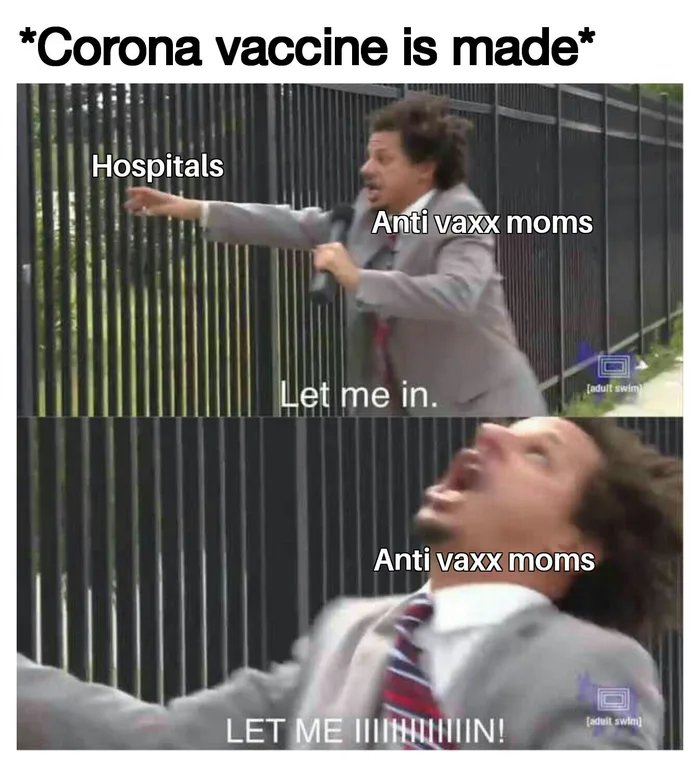 *Corona vaccine is made*
Hospitals
Anti vaxx moms
[adult swim]
Let me in.
Anti vaxx moms
[adult swim]
LET ME IIIIIIIIIIIIIN!